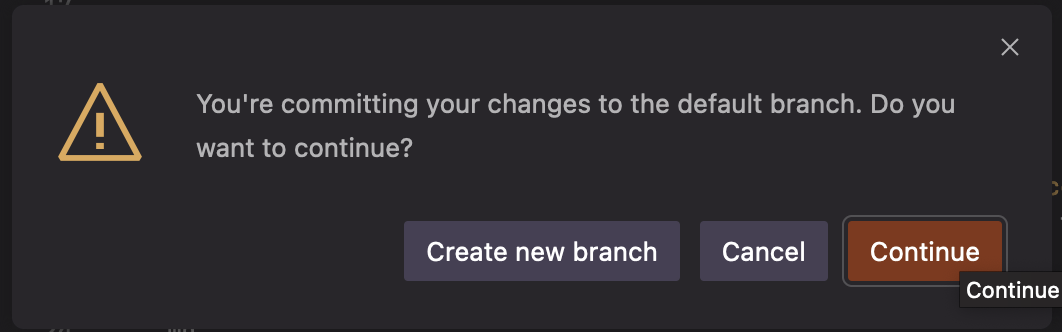 You're committing your changes to the default branch. Do you
want to continue?
Create new branch
Cancel
Continue
Continue